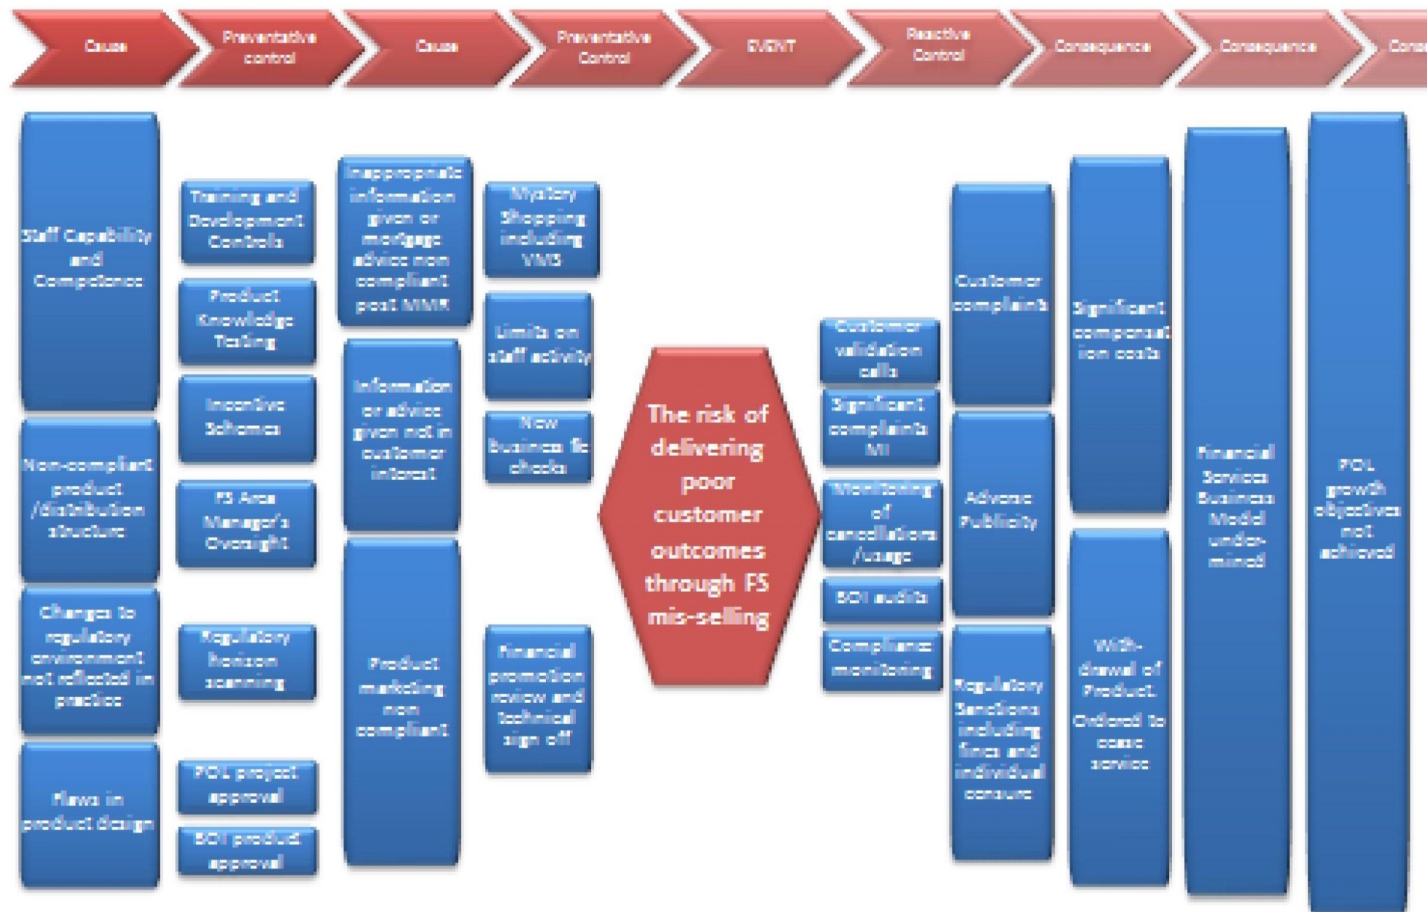 Cause
Preventative
control
Cause
Preventative
Control
EVENT
Reactive
Control
Consequence
Consequence
Conse
Staff Capability
and
Competence
Non-compliant
product
/distribution
structure
Changes to
regulatory
environment
not reflected in
practice
Flaws in
product design
Training and
Development
Controls
Product
Knowledge
Testing
Incentive
Schemes
FS Area
Manager's
Oversight
Regulatory
horizon
scanning
POL project
approval
BOI product
approval
Inappropriate
information
given or
mortgage
advice non
compliant
post MMR
Information
or advice
given not in
customer
interest
Product
marketing
non
compliant
Mystery
Shopping
including
VMS
Limits on
staff activity
New
business file
checks
Financial
promotion
review and
technical
sign off
The risk of
delivering
poor
customer
outcomes
through FS
mis-selling
Customer
validation
calls
Significant
complaints
MI
Monitoring
of
cancellations
/usage
BOI audits
Compliance
monitoring
Customer
complaints
Adverse
Publicity
Regulatory
Sanctions
including
fines and
individual
censure
Significant
compensat
ion costs
With-
drawal of
Product.
Ordered to
cease
service
Financial
Services
Business
Model
under-
mined
POL
growth
objectives
not
achieved